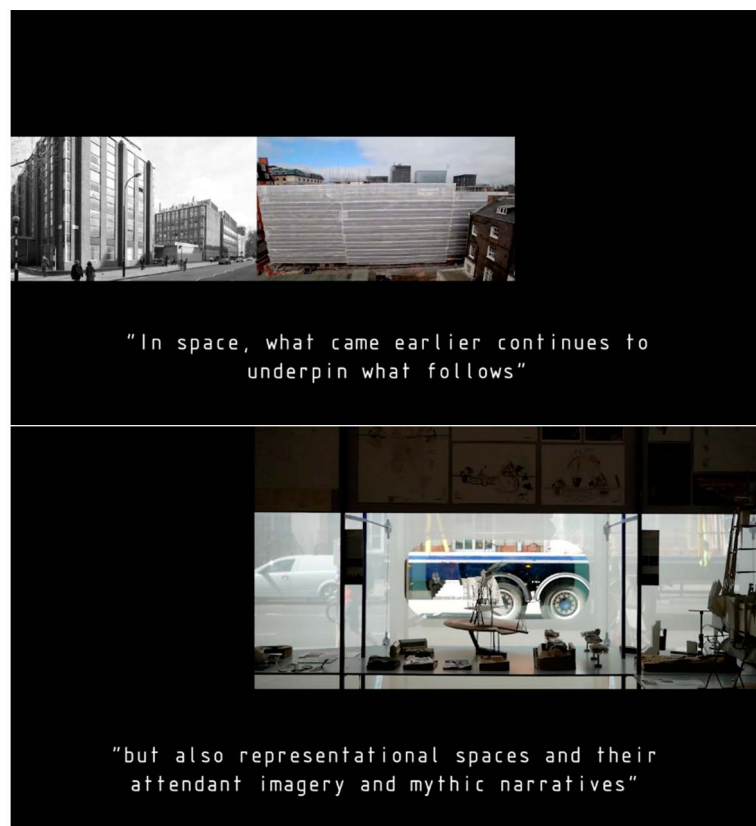 “In space, what came earlier continues to
underpin what follows”
“but also representational spaces and their
attendant imagery and mythic narratives”